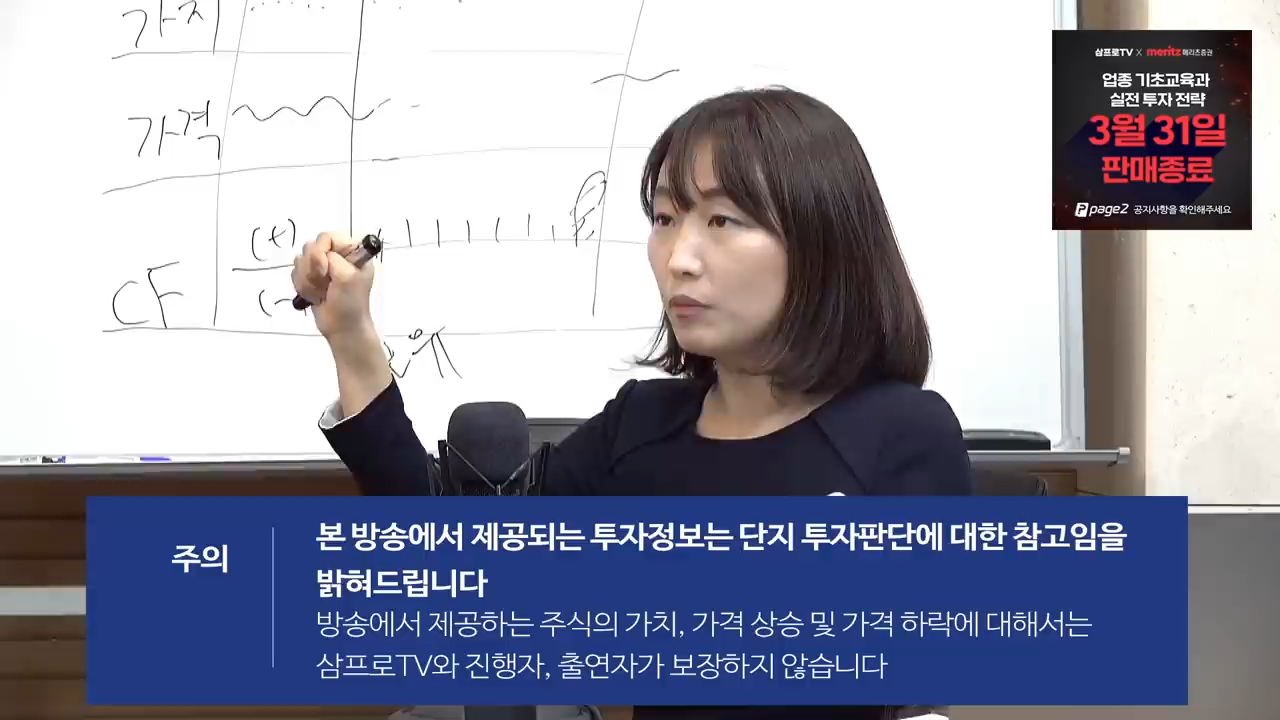 가치
가격
CF
(+)
(-
보유
삼프로TV X meritz 메리츠증권
업종 기초교육과
실전 투자 전략
3월 31일
판매종료
page2 공지사항을 확인해주세요
주의
본 방송에서 제공되는 투자정보는 단지 투자판단에 대한 참고임을
밝혀드립니다
방송에서 제공하는 주식의 가치, 가격 상승 및 가격 하락에 대해서는
삼프로TV와 진행자, 출연자가 보장하지 않습니다